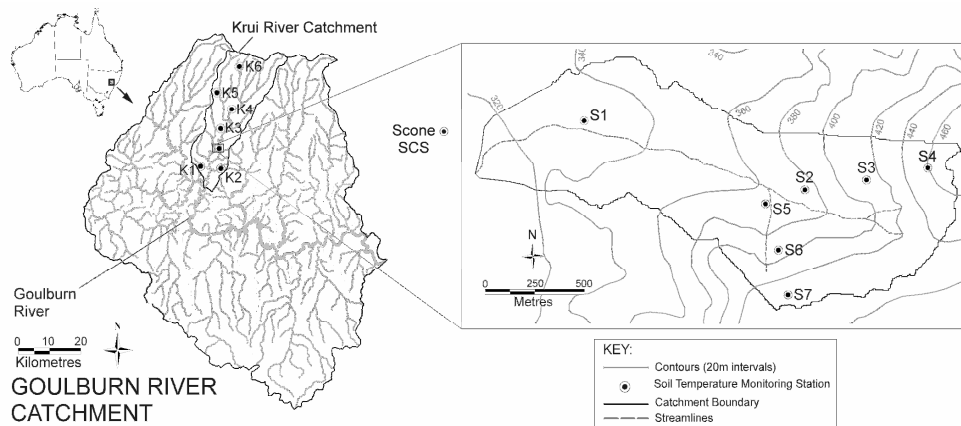 Krui River Catchment
K6
K5
K4
K3
K1
K2
Goulburn
River
N
0 10 20
Kilometres
GOULBURN RIVER
CATCHMENT
Scone
SCS
340
340
320
360
380
400
420
440
460
S1
S2
S3
S4
S5
S6
S7
N
0 250 500
Metres
KEY:
Contours (20m intervals)
Soil Temperature Monitoring Station
Catchment Boundary
Streamlines